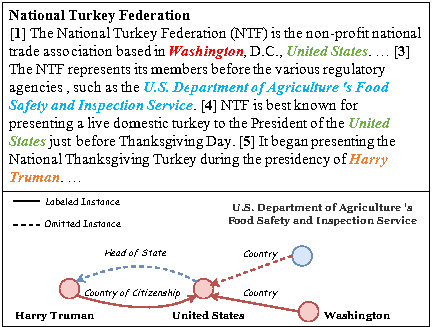 National Turkey Federation
[1] The National Turkey Federation (NTF) is the non-profit national
trade association based in Washington, D.C., United States. … [3]
The NTF represents its members before the various regulatory
agencies , such as the U.S. Department of Agriculture 's Food
Safety and Inspection Service. [4] NTF is best known for
presenting a live domestic turkey to the President of the United
States just before Thanksgiving Day. [5] It began presenting the
National Thanksgiving Turkey during the presidency of Harry
Truman. …
Labeled Instance
Omitted Instance
U.S. Department of Agriculture 's
Food Safety and Inspection Service
Head of State
Country
Country of Citizenship
Country
Harry Truman
United States
Washington